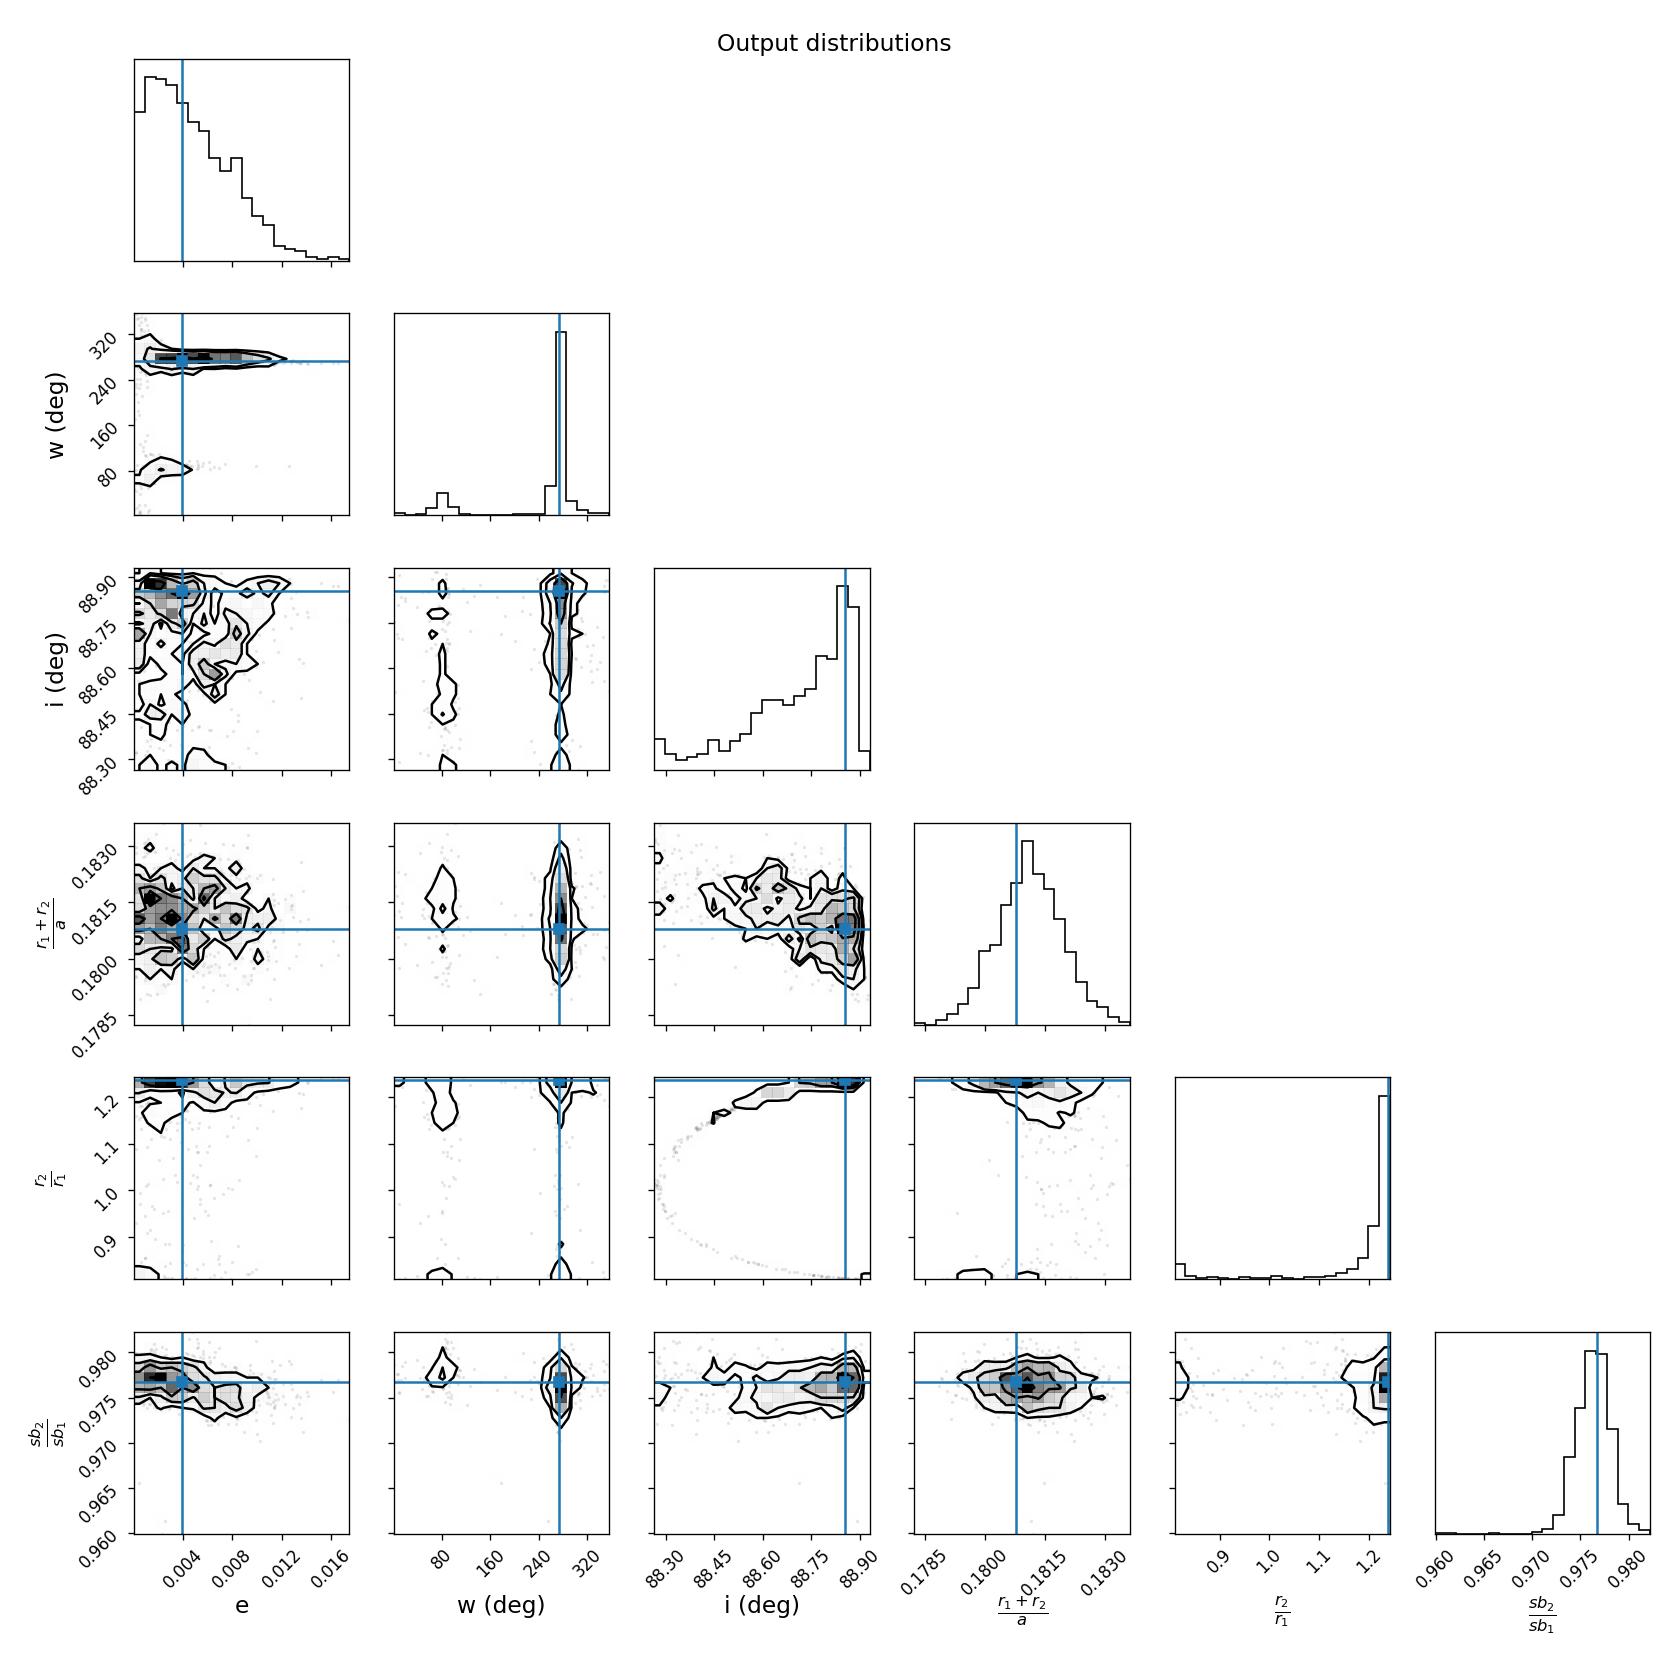 Output distributions
w (deg)
320
240
160
80
i (deg)
88.90
88.75
88.60
88.45
88.30
r₁ + r₂
a
0.1830
0.1815
0.1800
0.1785
r₂
r₁
1.2
1.1
1.0
0.9
sb₂
sb₁
0.980
0.975
0.970
0.965
0.960
0.004 0.008 0.012 0.016 80 160 240 320 88.30 88.45 88.60 88.75 88.90 0.1785 0.1800 0.1815 0.1830 0.9 1.0 1.1 1.2 0.960 0.965 0.970 0.975 0.980
e w (deg) i (deg) r₁ + r₂ r₂ sb₂
a r₁ sb₁